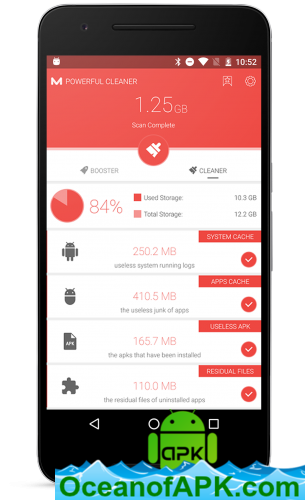 10:52
POWERFUL CLEANER
1.25GB
Scan Complete
BOOSTER
CLEANER
84%
Used Storage: 10.3 GB
Total Storage: 12.2 GB
SYSTEM CACHE
250.2 MB
useless system running logs
APPS CACHE
410.5 MB
the useless junk of apps
USELESS APK
APK
165.7 MB
the apks that have been installed
RESIDUAL FILES
110.0 MB
the residual files of uninstalled apps
apk
OceanofAPK.com